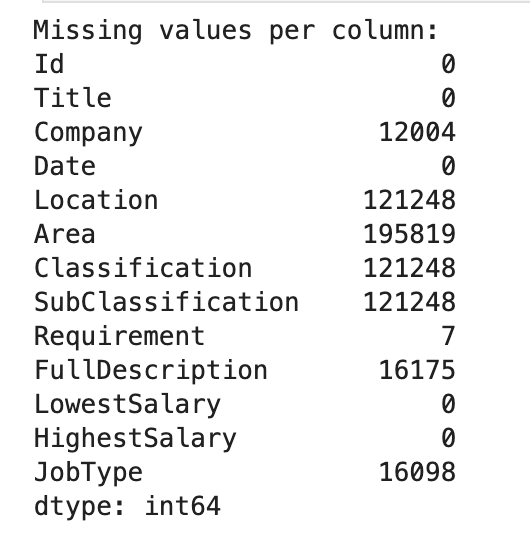 Missing values per column:
Id 0
Title 0
Company 12004
Date 0
Location 121248
Area 195819
Classification 121248
SubClassification 121248
Requirement 7
FullDescription 16175
LowestSalary 0
HighestSalary 0
JobType 16098
dtype: int64